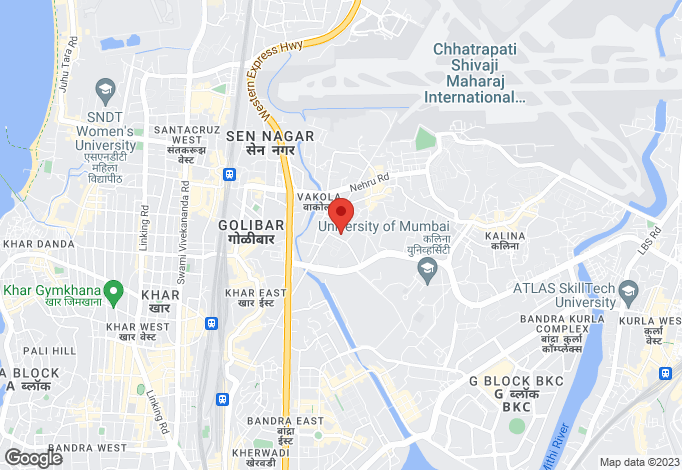 Juhu Tara Rd
Western Express Hwy
Chhatrapati
Shivaji
Maharaj
International...
SNDT
Women's
University
एसएनडीटी
महिला
विद्यापीठ
SANTACRUZ
WEST
सांताक्रूझ
वेस्ट
SEN NAGAR
सेन नगर
Nehru Rd
VAKOLA
वाकोला
Linking Rd
Swami Vivekananda Rd
GOLIBAR
गोळीबार
University of Mumbai
कलिना
युनिव्हर्सिटी
KALINA
कलिना
LBS Rd
KHAR DANDA
Khar Gymkhana
खार जिमखाना
KHAR
खार
KHAR EAST
खार ईस्ट
ATLAS SkillTech
University
KHAR WEST
खार वेस्ट
BANDRA KURLA
COMPLEX
बांद्रा कुर्ला
कॉम्प्लेक्स
KURLA WEST
कुर्ला
वेस्ट
PALI HILL
A BLOCK
A ब्लॉक
G BLOCK BKC
G ब्लॉक
BKC
Linking Rd
BANDRA EAST
बांद्रा
ईस्ट
BANDRA WEST
KHERWADI
खेरवाडी
Mithi River
Google
Map data ©2023